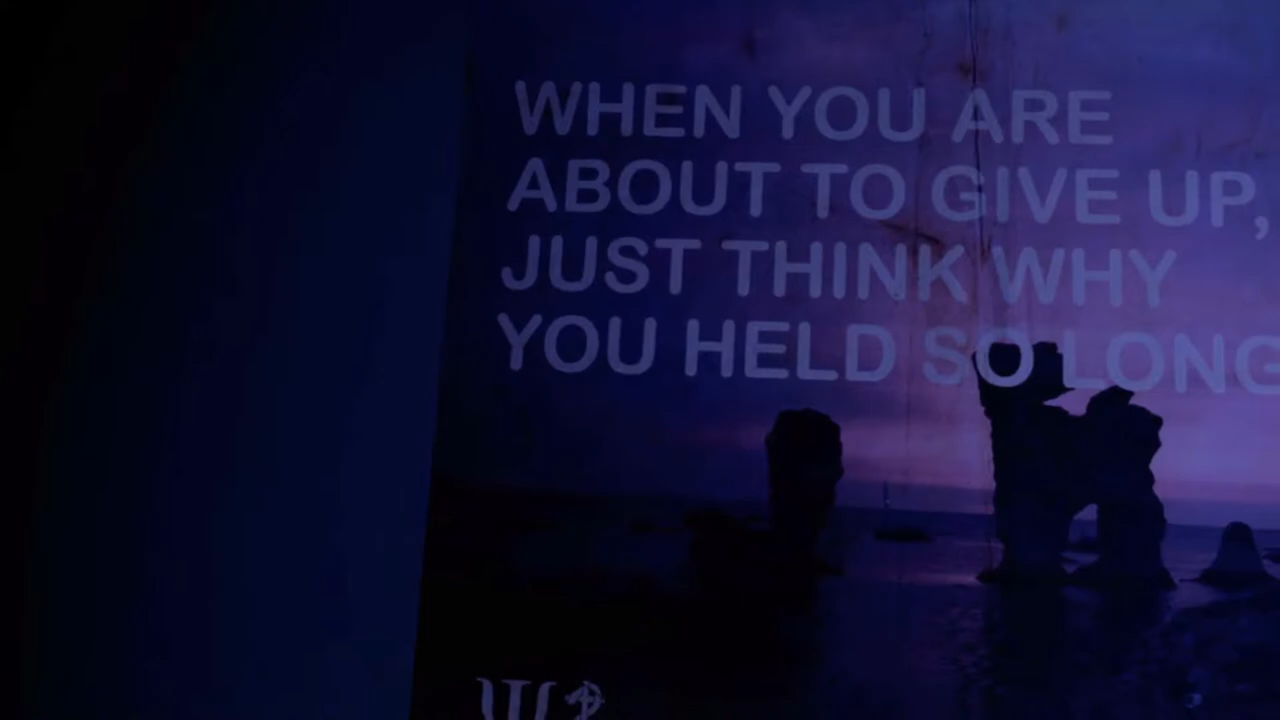 WHEN YOU ARE
ABOUT TO GIVE UP,
JUST THINK WHY
YOU HELD SO LONG